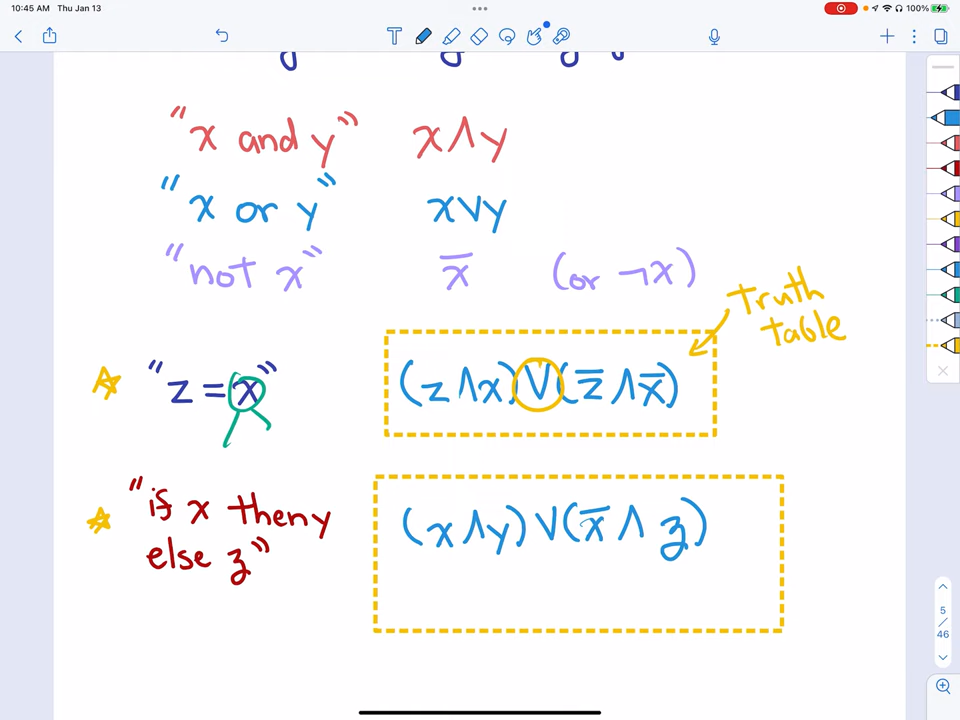 10:45 AM Thu Jan 13
100%
"x and y" x∧y
"x or y" x∨y
"not x" x̅ (or ¬x)
truth
table
"z = x" (z∧x)∨(z̅∧x̅)
"if x then y
else z" (x∧y)∨(x̅∧z)
5
/
46